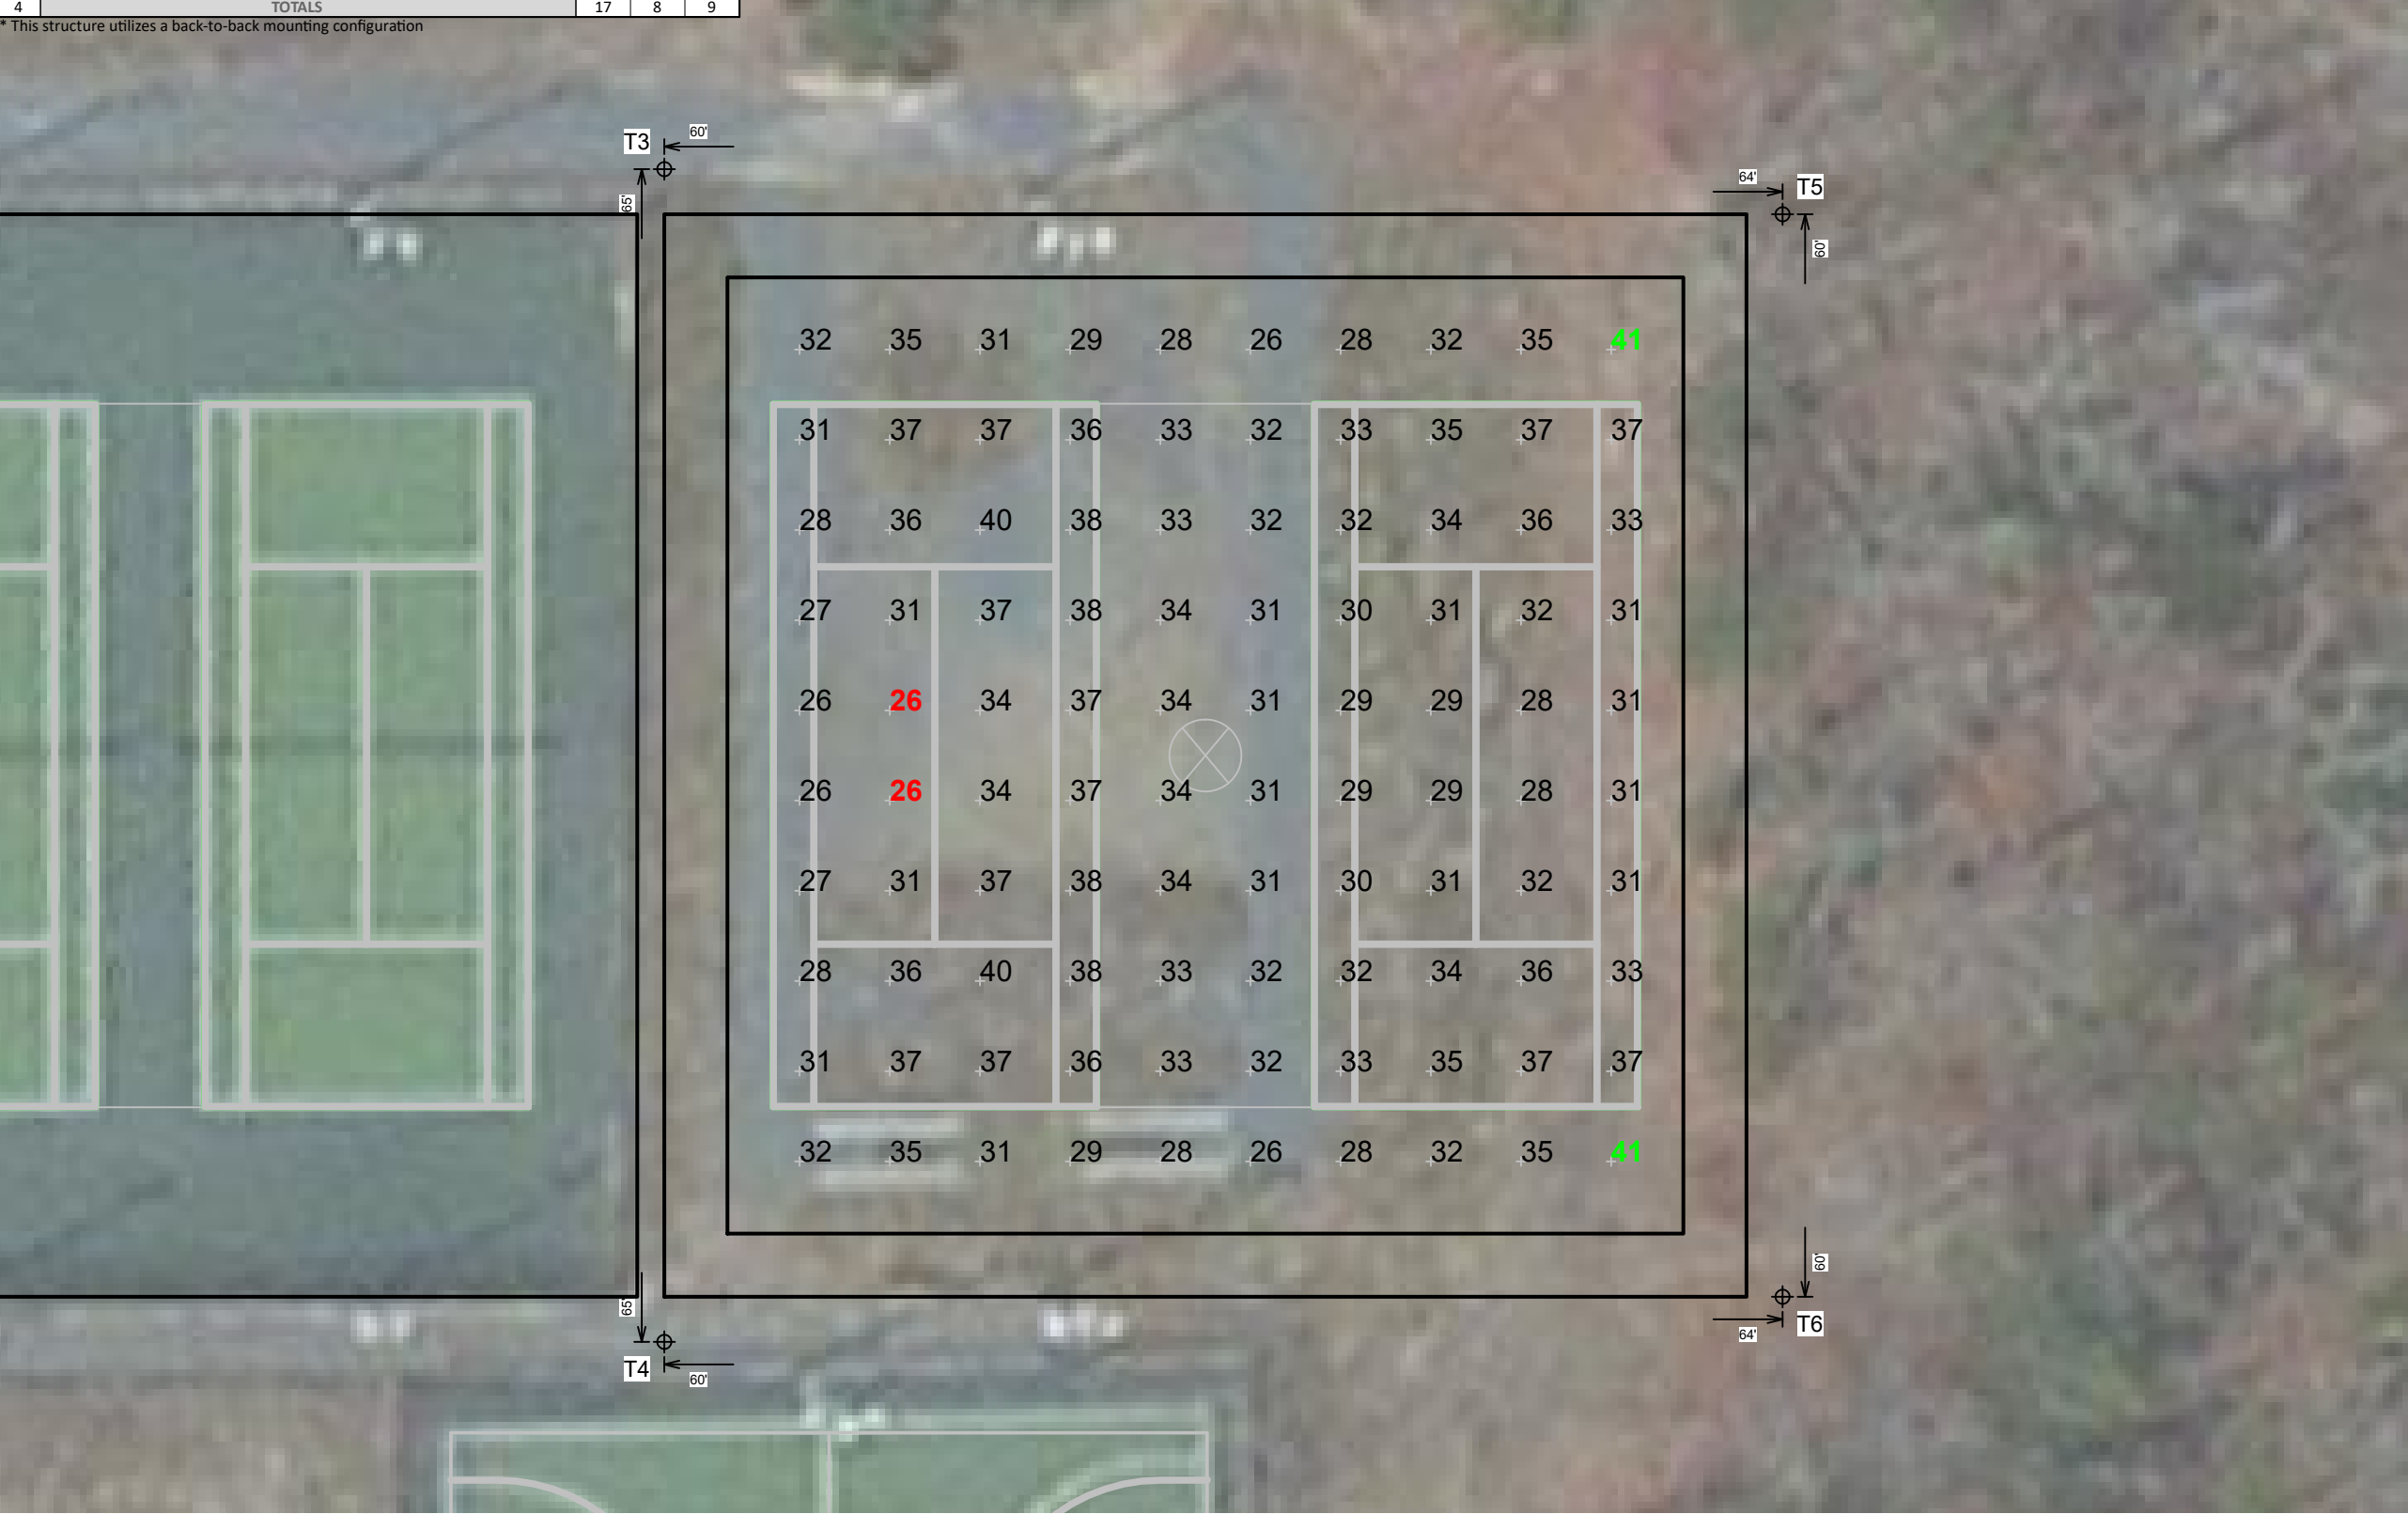 4 TOTALS 17 8 9
* This structure utilizes a back-to-back mounting configuration
T3 60'
65'
64' T5
60'
32 35 31 29 28 26 28 32 35 41
31 37 37 36 33 32 33 35 37 37
28 36 40 38 33 32 32 34 36 33
27 31 37 38 34 31 30 31 32 31
26 26 34 37 34 31 29 29 28 31
26 26 34 37 34 31 29 29 28 31
27 31 37 38 34 31 30 31 32 31
28 36 40 38 33 32 32 34 36 33
31 37 37 36 33 32 33 35 37 37
32 35 31 29 28 26 28 32 35 41
60'
65'
64' T6
T4 60'